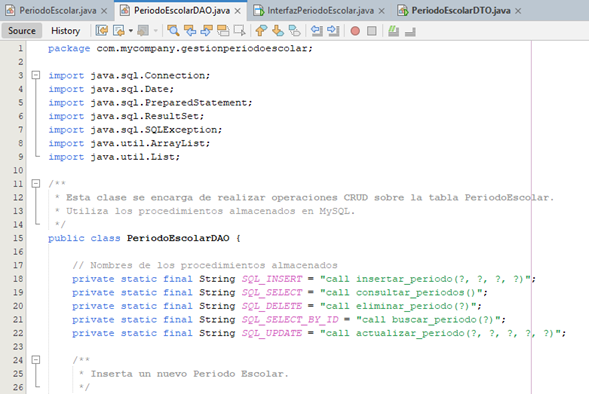 PeriodoEscolar.java
PeriodoEscolarDAO.java
InterfazPeriodoEscolar.java
PeriodoEscolarDTO.java
Source History
1 package com.mycompany.gestionperiodoescolar;
2
3 import java.sql.Connection;
4 import java.sql.Date;
5 import java.sql.PreparedStatement;
6 import java.sql.ResultSet;
7 import java.sql.SQLException;
8 import java.util.ArrayList;
9 import java.util.List;
10
11 /**
12 * Esta clase se encarga de realizar operaciones CRUD sobre la tabla PeriodoEscolar.
13 * Utiliza los procedimientos almacenados en MySQL.
14 */
15 public class PeriodoEscolarDAO {
16
17 // Nombres de los procedimientos almacenados
18 private static final String SQL_INSERT = "call insertar_periodo(?, ?, ?, ?)";
19 private static final String SQL_SELECT = "call consultar_periodos()";
20 private static final String SQL_DELETE = "call eliminar_periodo(?)";
21 private static final String SQL_SELECT_BY_ID = "call buscar_periodo(?)";
22 private static final String SQL_UPDATE = "call actualizar_periodo(?, ?, ?, ?, ?)";
23
24 /**
25 * Inserta un nuevo Periodo Escolar.
26 */